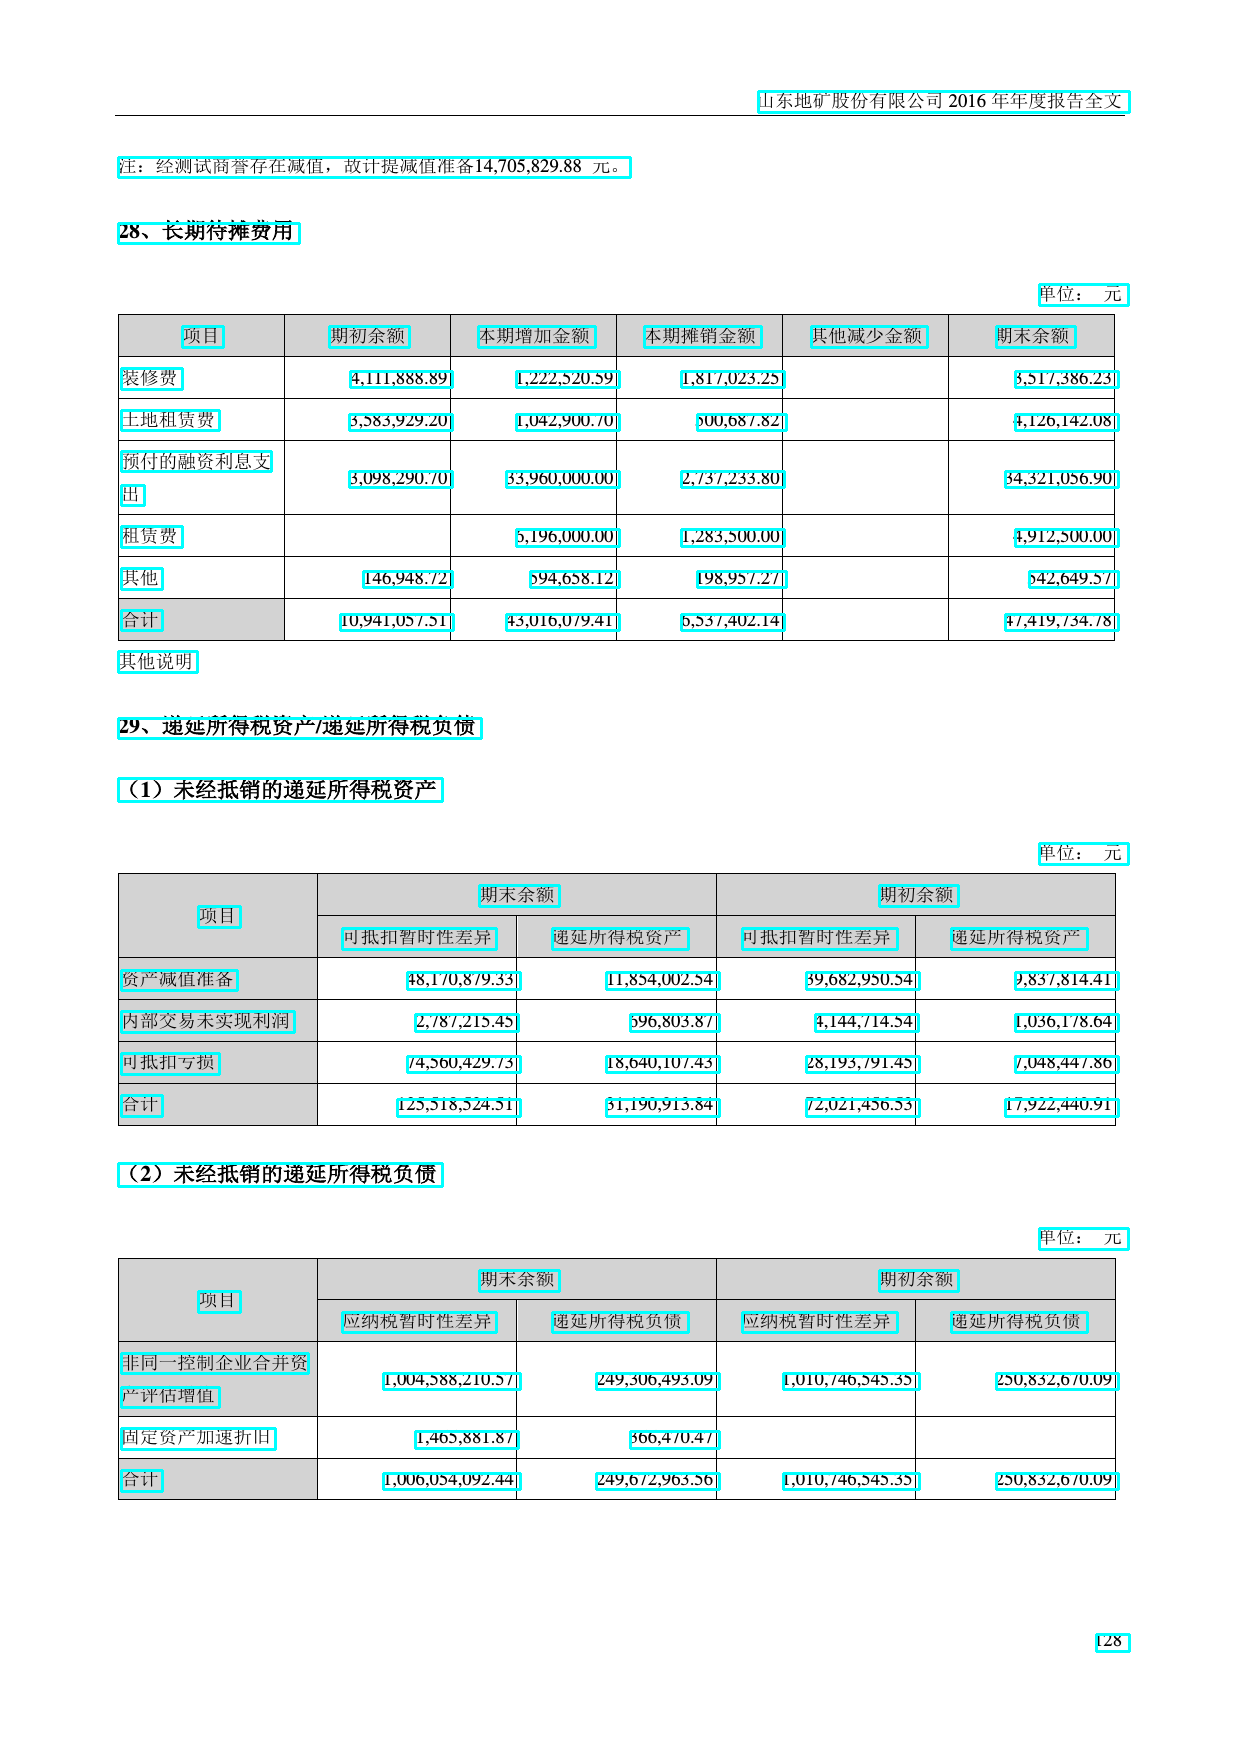 山东地矿股份有限公司 2016 年年度报告全文
注：经测试商誉存在减值，故计提减值准备14,705,829.88 元。
28、长期待摊费用
单位： 元
项目 期初余额 本期增加金额 本期摊销金额 其他减少金额 期末余额
装修费 4,111,888.89 1,222,520.59 1,817,023.25 3,517,386.23
土地租赁费 3,583,929.20 1,042,900.70 500,687.82 4,126,142.08
预付的融资利息支
出 3,098,290.70 33,960,000.00 2,737,233.80 34,321,056.90
租赁费 6,196,000.00 1,283,500.00 4,912,500.00
其他 146,948.72 594,658.12 198,957.27 542,649.57
合计 10,941,057.51 43,016,079.41 6,537,402.14 47,419,734.78
其他说明
29、递延所得税资产/递延所得税负债
（1）未经抵销的递延所得税资产
单位： 元
项目 期末余额 期初余额
可抵扣暂时性差异 递延所得税资产 可抵扣暂时性差异 递延所得税资产
资产减值准备 48,170,879.33 11,854,002.54 39,682,950.54 9,837,814.41
内部交易未实现利润 2,787,215.45 696,803.87 4,144,714.54 1,036,178.64
可抵扣亏损 74,560,429.73 18,640,107.43 28,193,791.45 7,048,447.86
合计 125,518,524.51 31,190,913.84 72,021,456.53 17,922,440.91
（2）未经抵销的递延所得税负债
单位： 元
项目 期末余额 期初余额
应纳税暂时性差异 递延所得税负债 应纳税暂时性差异 递延所得税负债
非同一控制企业合并资
产评估增值 1,004,588,210.57 249,306,493.09 1,010,746,545.35 250,832,670.09
固定资产加速折旧 1,465,881.87 366,470.47
合计 1,006,054,092.44 249,672,963.56 1,010,746,545.35 250,832,670.09
128